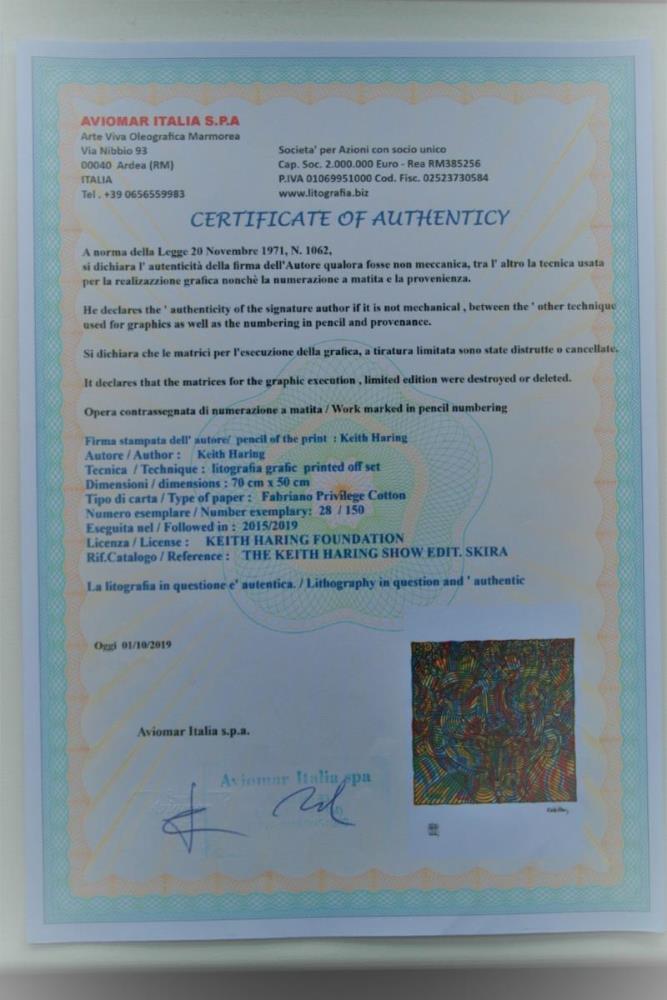 AVIOMAR ITALIA S.P.A
Arte Viva Oleografica Marmorea
Via Nibbio 93
00040 Ardea (RM)
ITALIA
Tel . +39 0656559983
Societa' per Azioni con socio unico
Cap. Soc. 2.000.000 Euro - Rea RM385256
P.IVA 01069951000 Cod. Fisc. 02523730584
www.litografia.biz
CERTIFICATE OF AUTHENTICY
A norma della Legge 20 Novembre 1971, N. 1062,
si dichiara l' autenticità della firma dell'Autore qualora fosse non meccanica, tra l' altro la tecnica usata
per la realizazzione grafica nonchè la numerazione a matita e la provenienza.
He declares the ' authenticity of the signature author if it is not mechanical , between the ' other technique
used for graphics as well as the numbering in pencil and provenance.
Si dichiara che le matrici per l'esecuzione della grafica, a tiratura limitata sono state distrutte o cancellate.
It declares that the matrices for the graphic execution , limited edition were destroyed or deleted.
Opera contrassegnata di numerazione a matita / Work marked in pencil numbering
Firma stampata dell' autore/ pencil of the print : Keith Haring
Autore / Author : Keith Haring
Tecnica / Technique : litografia grafic printed off set
Dimensioni / dimensions : 70 cm x 50 cm
Tipo di carta / Type of paper : Fabriano Privilege Cotton
Numero esemplare / Number exemplary: 28 / 150
Eseguita nel / Followed in : 2015/2019
Licenza / License : KEITH HARING FOUNDATION
Rif.Catalogo / Reference : THE KEITH HARING SHOW EDIT. SKIRA
La litografia in questione e' autentica. / Lithography in question and ' authentic
Oggi 01/10/2019
Aviomar Italia s.p.a.
Aviomar Italia spa